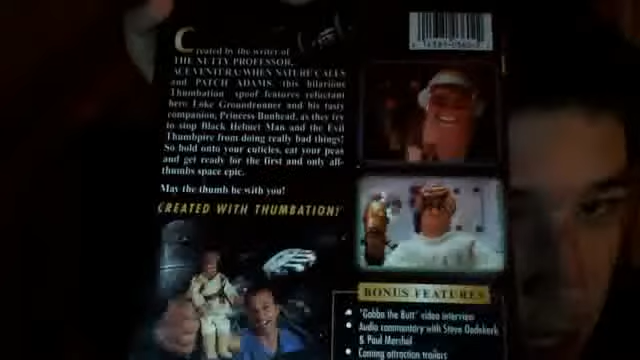 Created by the writer of
THE NUTTY PROFESSOR,
ACE VENTURA: WHEN NATURE CALLS
and PATCH ADAMS, this hilarious
Thumbation spoof features reluctant
hero Loke Groundrunner and his tasty
companion, Princess Bunhead, as they try
to stop Black Helmet Man and the Evil
Thumbpire from doing really bad things!
So hold onto your cuticles, eat your peas
and get ready for the first and only all-
thumbs space epic.
May the thumb be with you!
CREATED WITH THUMBATION!
BONUS FEATURES
"Gabba the Butt" video interview
Audio commentary with Steve Oedekerk
& Paul Marshal
Coming attraction trailers